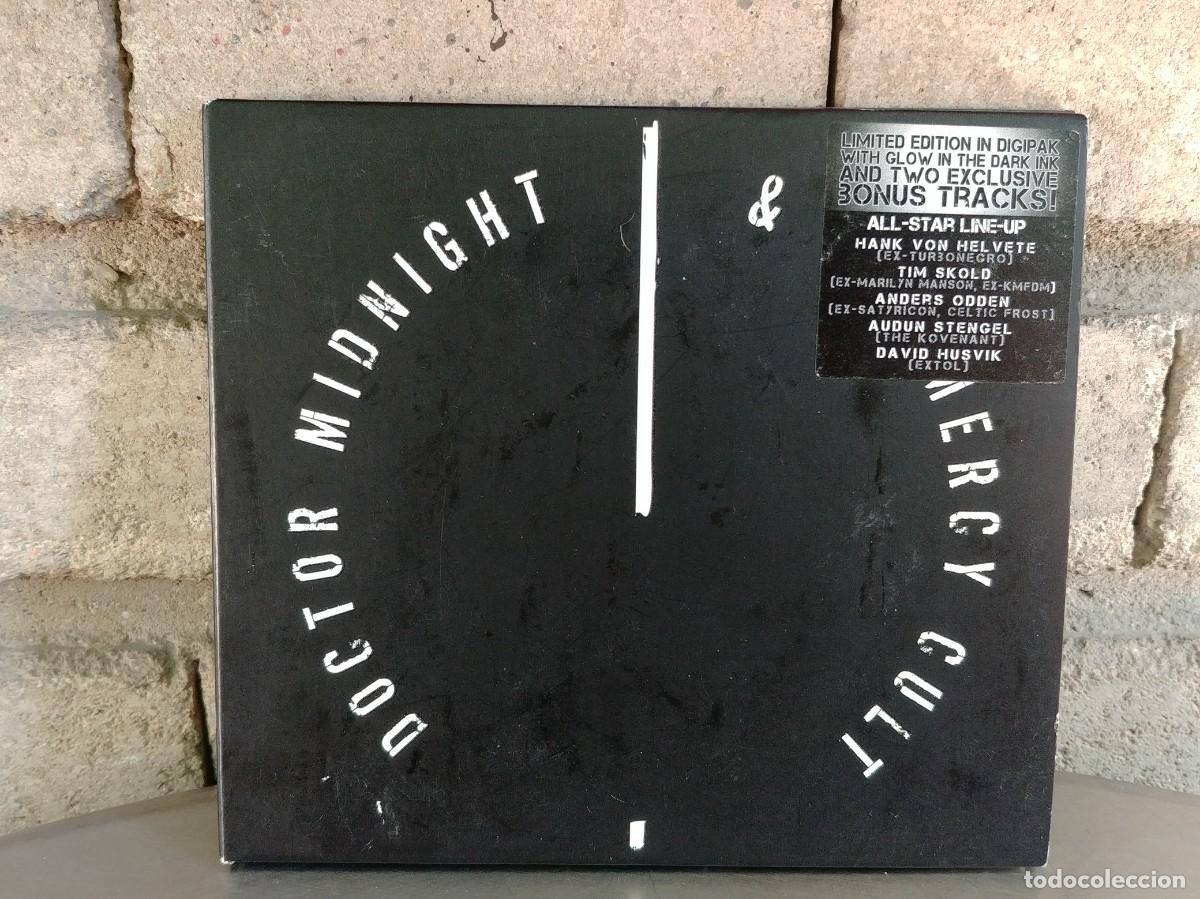 DOCTOR MIDNIGHT
&
MERCY CULT
LIMITED EDITION IN DIGIPAK
WITH GLOW IN THE DARK INK
AND TWO EXCLUSIVE
BONUS TRACKS!
ALL-STAR LINE-UP
HANK VON HELVETE
(EX-TURBONEGRO)
TIM SKOLD
(EX-MARILYN MANSON, EX-KMFDM)
ANDERS ODDEN
(EX-SATYRICON, CELTIC FROST)
AUDUN STENGEL
(THE KOVENANT)
DAVID HUSVIK
(EXTOL)
todocoleccion